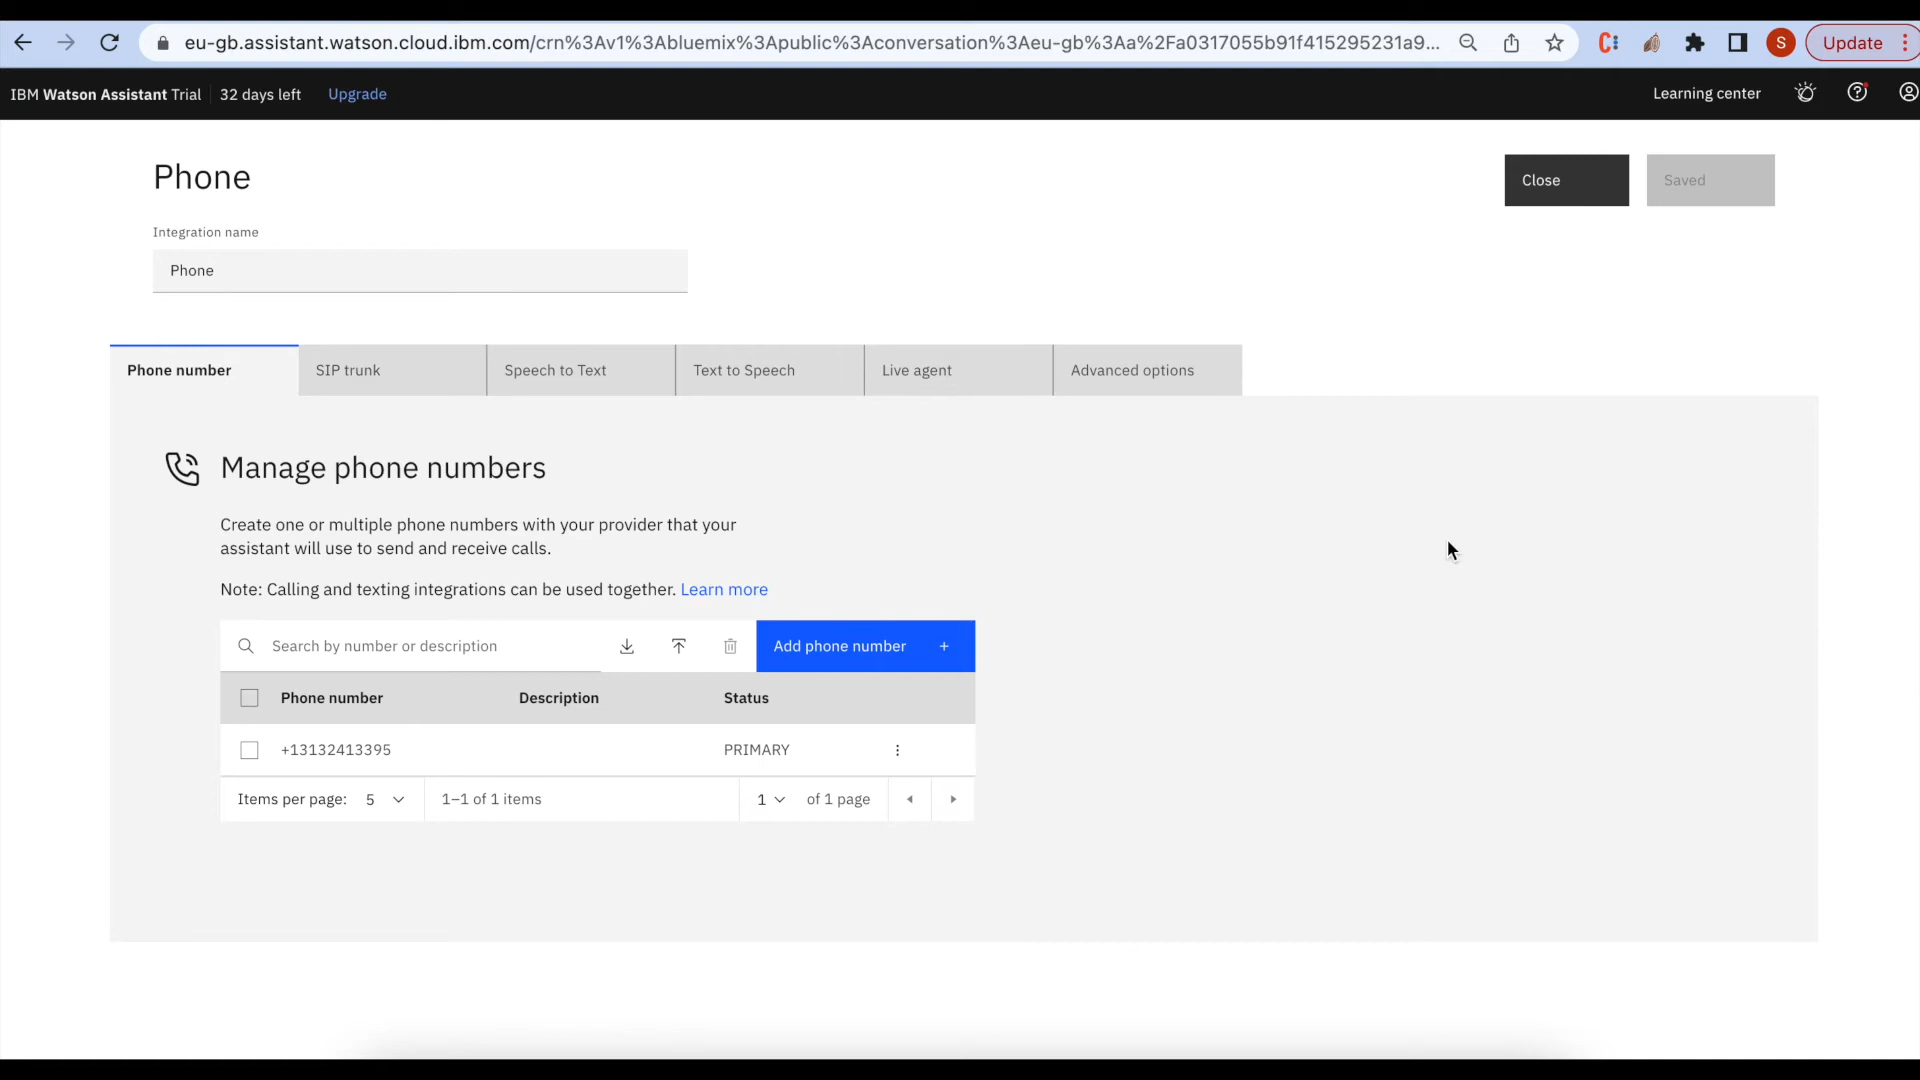 eu-gb.assistant.watson.cloud.ibm.com/crn%3Av1%3Abluemix%3Apublic%3Aconversation%3Aeu-gb%3Aa%2Fa0317055b91f415295231a9...
S
Update
IBM Watson Assistant Trial
32 days left
Upgrade
Learning center
Phone
Close
Saved
Integration name
Phone
Phone number
SIP trunk
Speech to Text
Text to Speech
Live agent
Advanced options
Manage phone numbers
Create one or multiple phone numbers with your provider that your
assistant will use to send and receive calls.
Note: Calling and texting integrations can be used together. Learn more
Search by number or description
Add phone number +
Phone number
Description
Status
+13132413395
PRIMARY
Items per page: 5
1–1 of 1 items
1
of 1 page